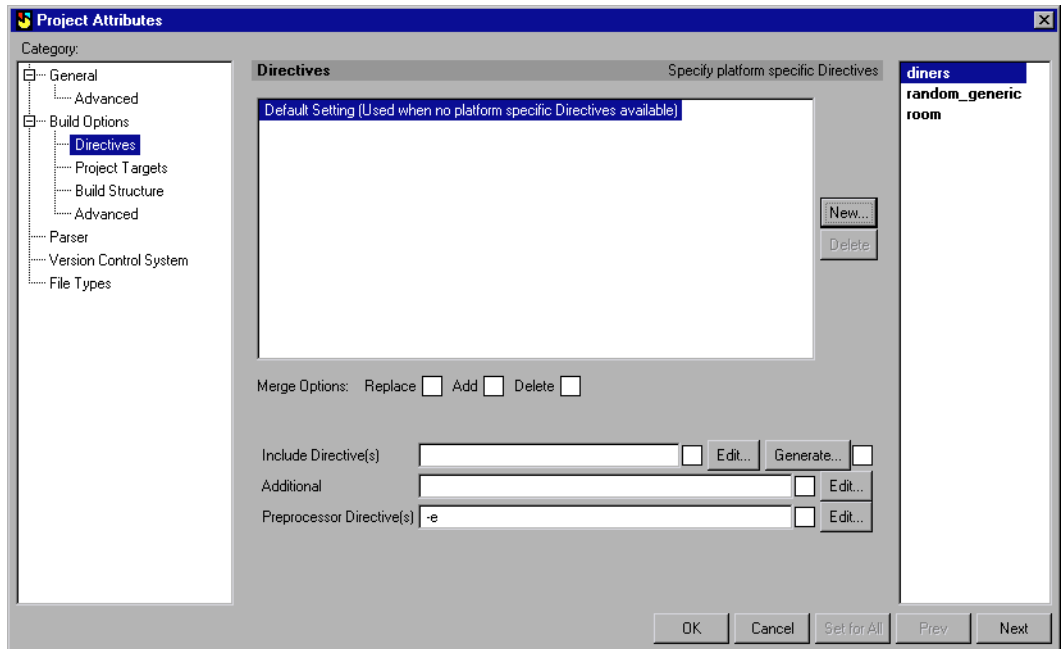 Project Attributes
Category:
General
Advanced
Build Options
Directives
Project Targets
Build Structure
Advanced
Parser
Version Control System
File Types
Directives Specify platform specific Directives
Default Setting (Used when no platform specific Directives available)
New...
Delete
Merge Options: Replace Add Delete
Include Directive(s) Edit... Generate...
Additional Edit...
Preprocessor Directive(s) -e Edit...
diners
random_generic
room
OK Cancel Set for All Prev Next